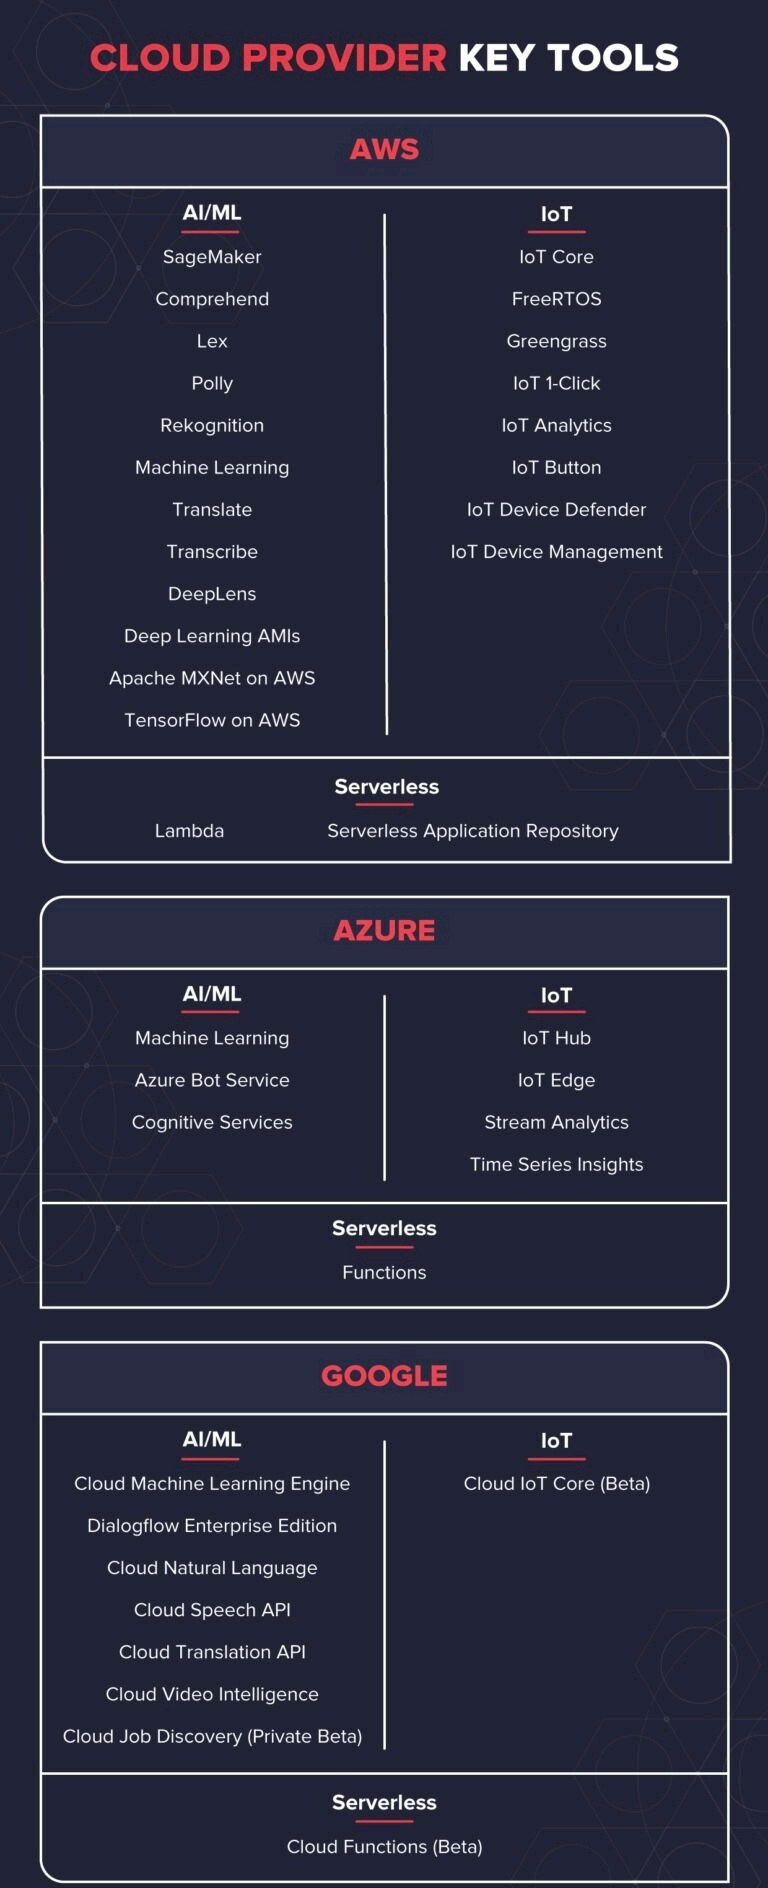 CLOUD PROVIDER KEY TOOLS
AWS
AI/ML
SageMaker
Comprehend
Lex
Polly
Rekognition
Machine Learning
Translate
Transcribe
DeepLens
Deep Learning AMIs
Apache MXNet on AWS
TensorFlow on AWS
IoT
IoT Core
FreeRTOS
Greengrass
IoT 1-Click
IoT Analytics
IoT Button
IoT Device Defender
IoT Device Management
Serverless
Lambda Serverless Application Repository
AZURE
AI/ML
Machine Learning
Azure Bot Service
Cognitive Services
IoT
IoT Hub
IoT Edge
Stream Analytics
Time Series Insights
Serverless
Functions
GOOGLE
AI/ML
Cloud Machine Learning Engine
Dialogflow Enterprise Edition
Cloud Natural Language
Cloud Speech API
Cloud Translation API
Cloud Video Intelligence
Cloud Job Discovery (Private Beta)
IoT
Cloud IoT Core (Beta)
Serverless
Cloud Functions (Beta)